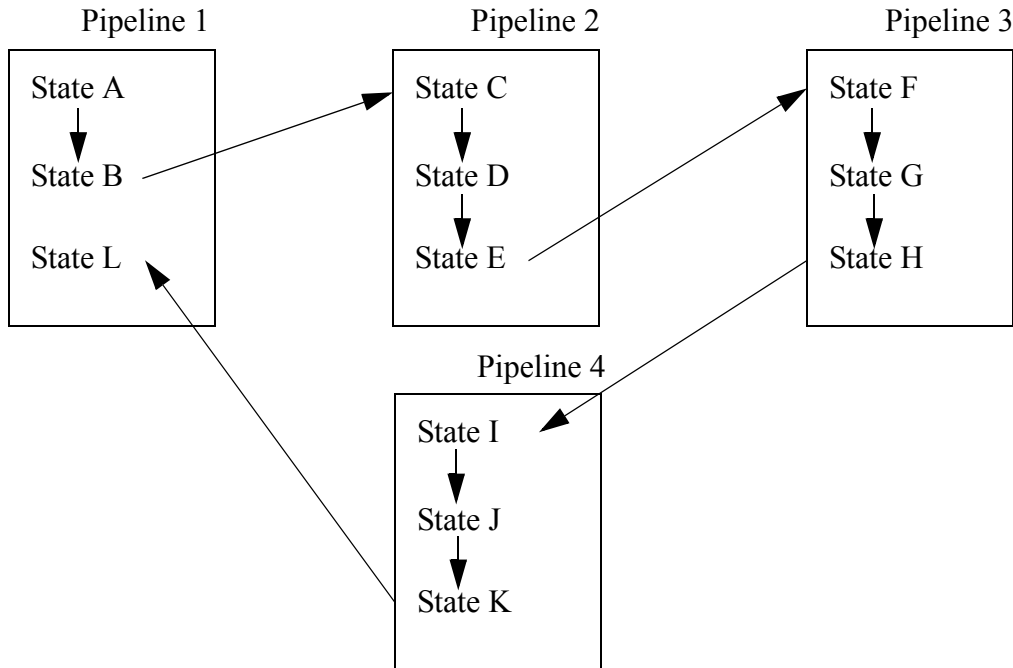 Pipeline 1
State A
State B
State L
Pipeline 2
State C
State D
State E
Pipeline 3
State F
State G
State H
Pipeline 4
State I
State J
State K